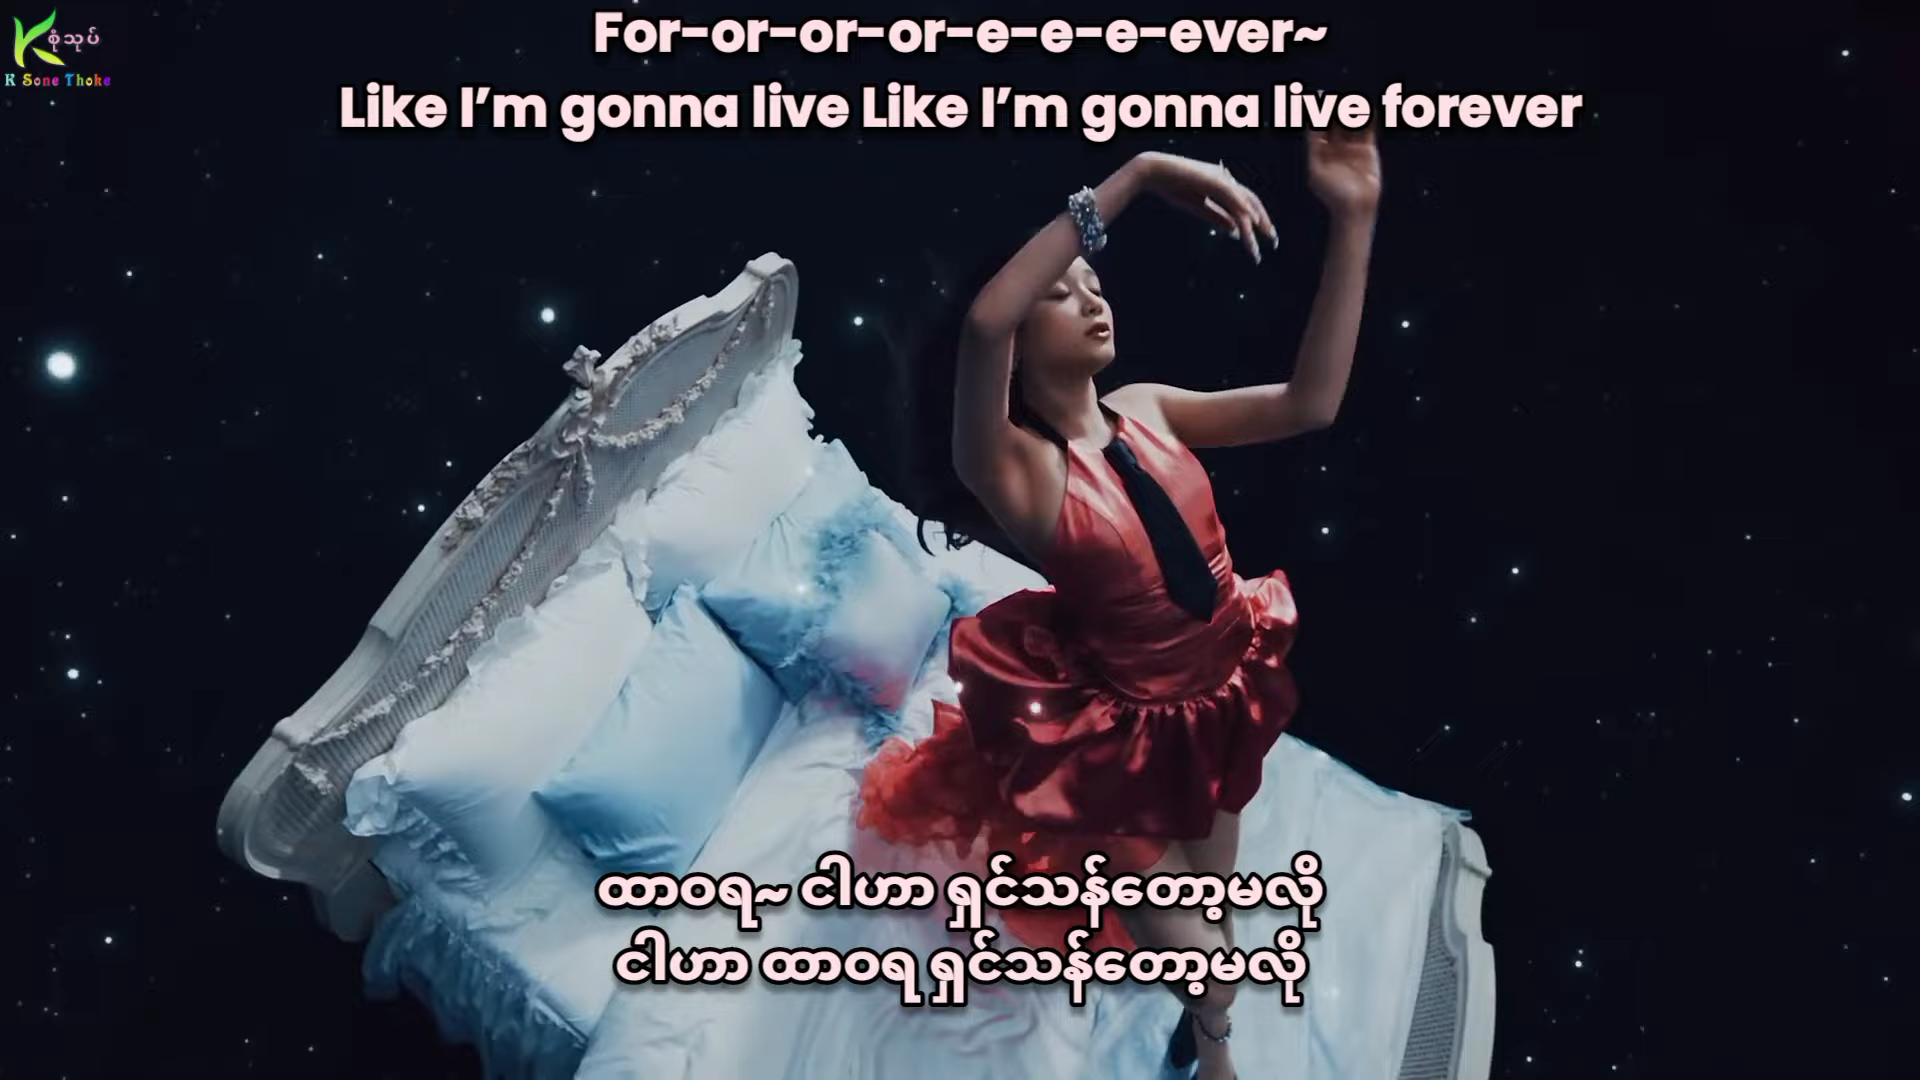 စုံသုပ်
K Sone Thoke
For-or-or-or-e-e-e-ever~
Like I’m gonna live Like I’m gonna live forever
ထာဝရ~ ငါဟာ ရှင်သန်တော့မလို
ငါဟာ ထာဝရ ရှင်သန်တော့မလို